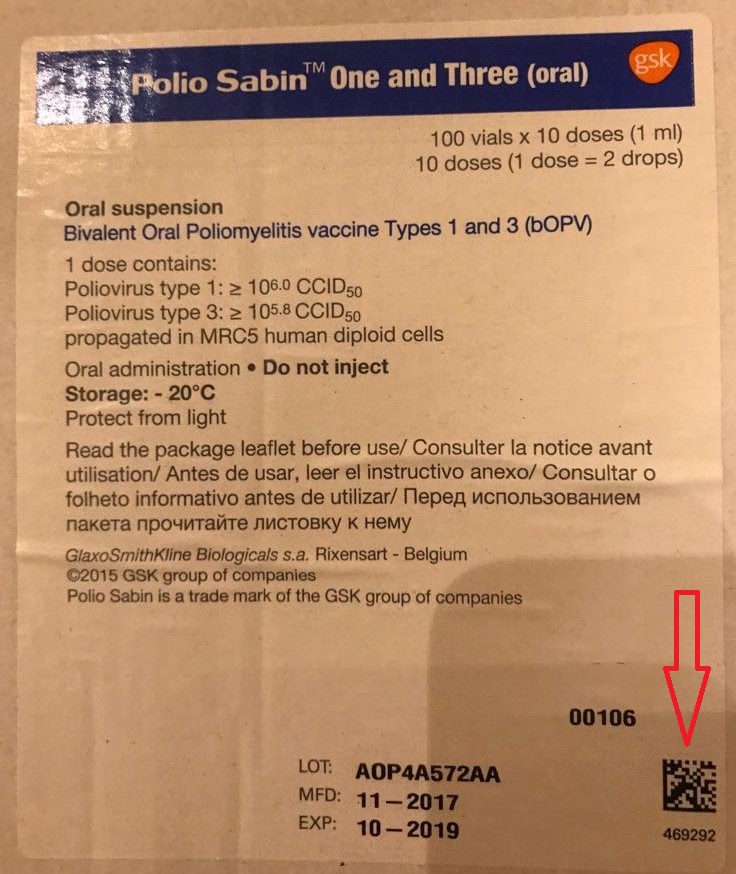 Polio Sabin™ One and Three (oral)
gsk
100 vials x 10 doses (1 ml)
10 doses (1 dose = 2 drops)
Oral suspension
Bivalent Oral Poliomyelitis vaccine Types 1 and 3 (bOPV)
1 dose contains:
Poliovirus type 1: ≥ 10⁶·⁰ CCID₅₀
Poliovirus type 3: ≥ 10⁵·⁸ CCID₅₀
propagated in MRC5 human diploid cells
Oral administration • Do not inject
Storage: - 20°C
Protect from light
Read the package leaflet before use/ Consulter la notice avant
utilisation/ Antes de usar, leer el instructivo anexo/ Consultar o
folheto informativo antes de utilizar/ Перед использованием
пакета прочитайте листовку к нему
GlaxoSmithKline Biologicals s.a. Rixensart - Belgium
©2015 GSK group of companies
Polio Sabin is a trade mark of the GSK group of companies
00106
LOT: AOP4A572AA
MFD: 11-2017
EXP: 10-2019
469292